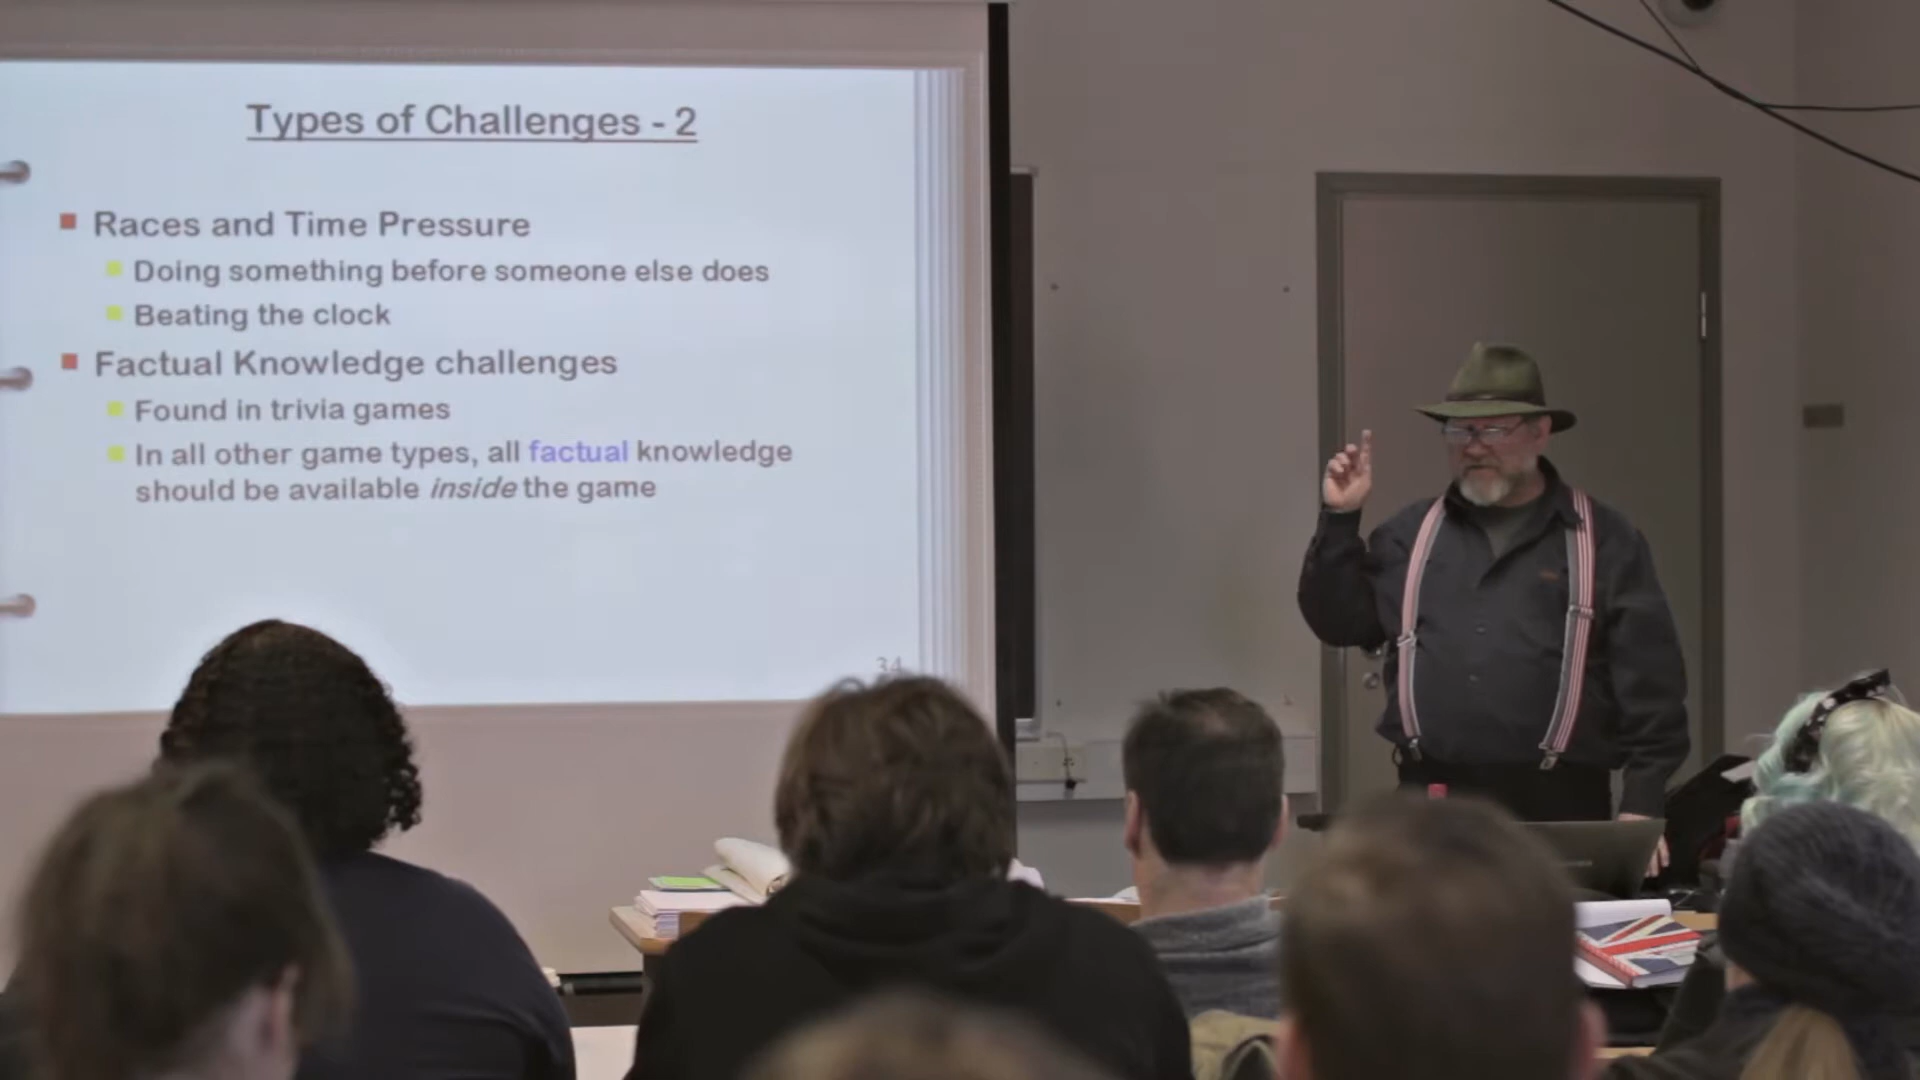 Types of Challenges - 2
Races and Time Pressure
Doing something before someone else does
Beating the clock
Factual Knowledge challenges
Found in trivia games
In all other game types, all factual knowledge
should be available inside the game
34